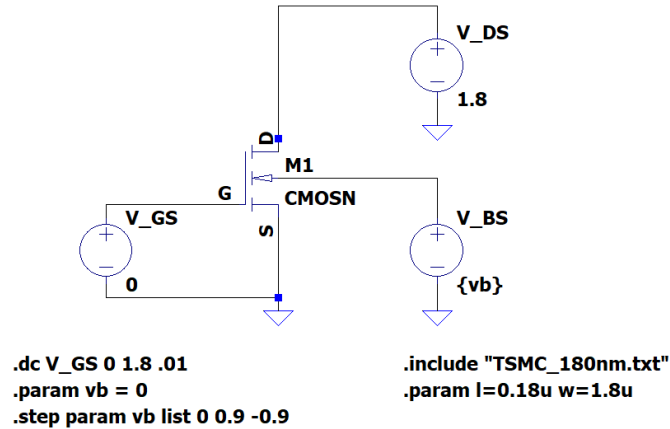 V_DS
1.8
D
M1
G
CMOSN
V_GS
V_BS
S
0
{vb}
.dc V_GS 0 1.8 .01
.param vb = 0
.step param vb list 0 0.9 -0.9
.include "TSMC_180nm.txt"
.param l=0.18u w=1.8u